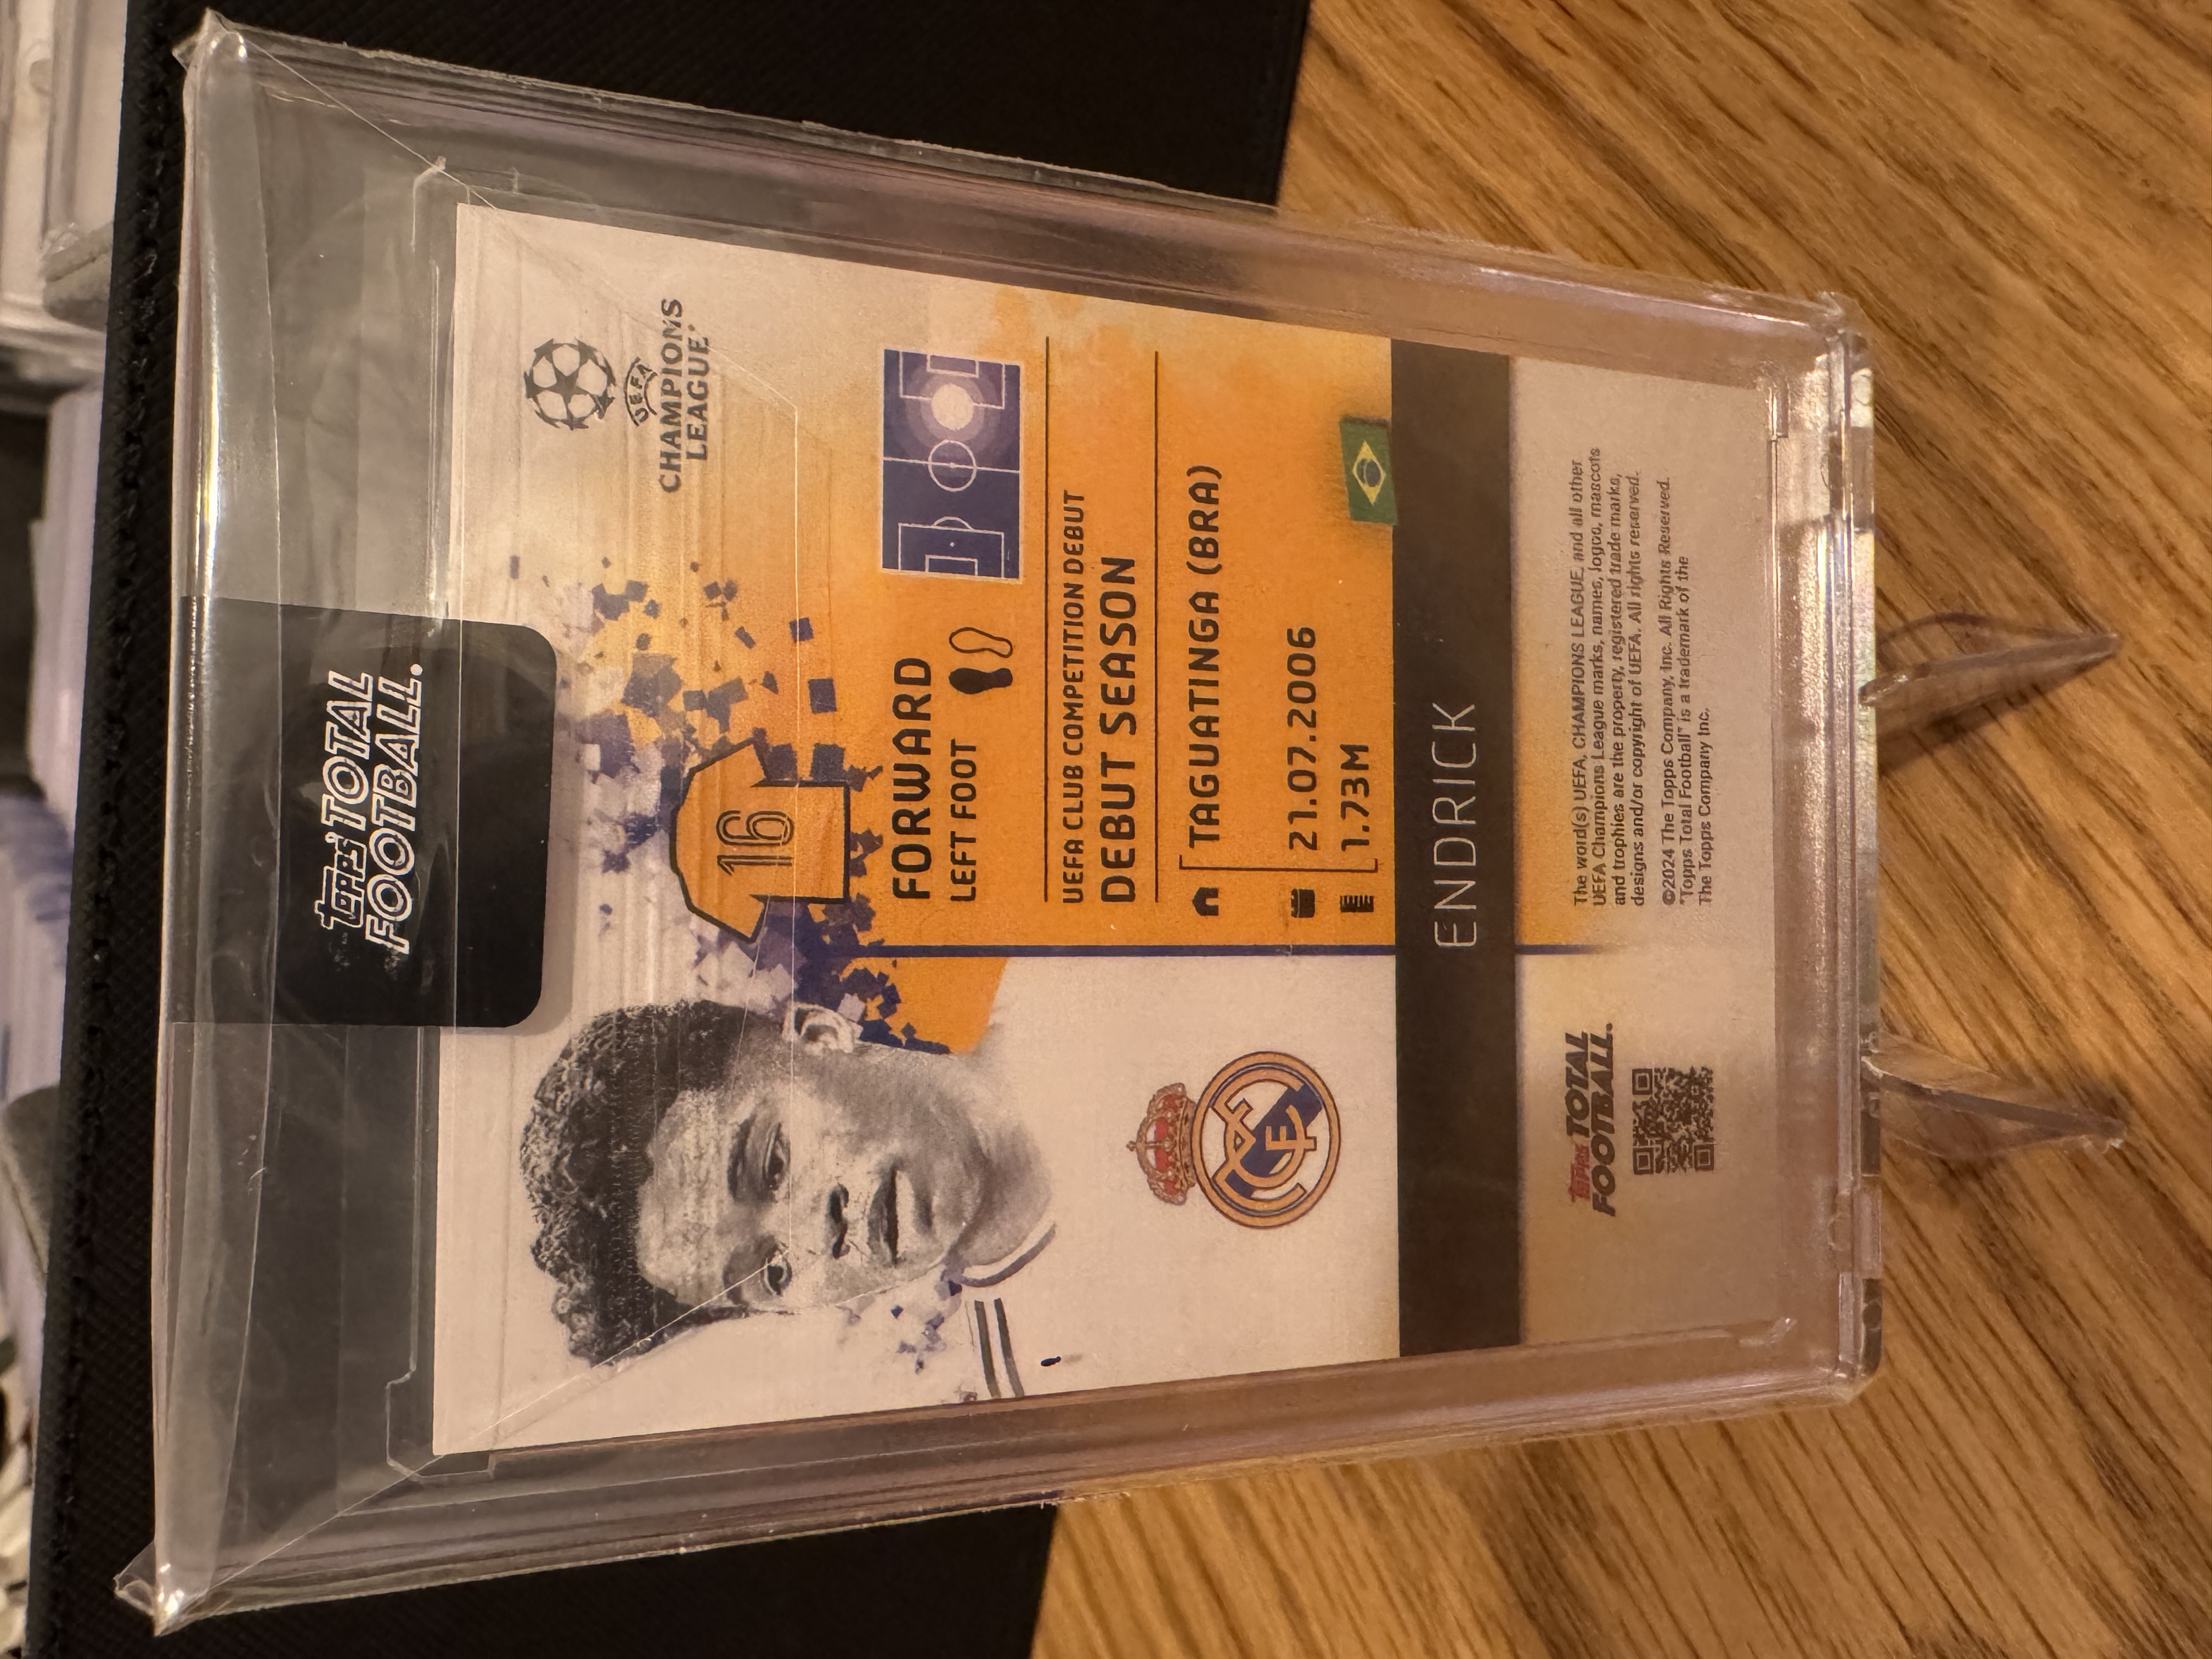 Topps TOTAL
FOOTBALL.
UEFA
CHAMPIONS
LEAGUE
16
FORWARD
LEFT FOOT
UEFA CLUB COMPETITION DEBUT
DEBUT SEASON
TAGUATINGA (BRA)
21.07.2006
1.73M
ENDRICK
Topps TOTAL
FOOTBALL.
The word(s) UEFA, CHAMPIONS LEAGUE, and all other
UEFA Champions League marks, names, logos, mascots
and trophies are the property, registered trade marks,
designs and/or copyright of UEFA. All rights reserved.
©2024 The Topps Company, Inc. All Rights Reserved.
"Topps Total Football" is a trademark of the
The Topps Company Inc.